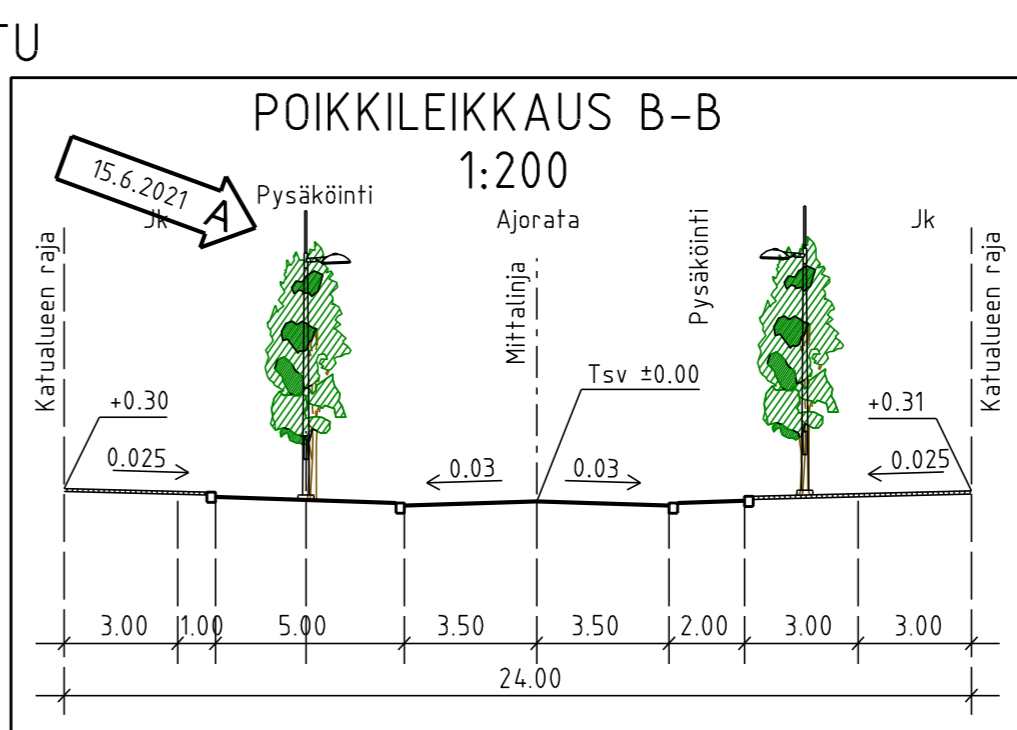 TU
POIKKILEIKKAUS B-B
1:200
15.6.2021 A
Jk
Pysäköinti
Ajorata
Pysäköinti
Jk
Katualueen raja
Mittalinja
Katualueen raja
Tsv ±0.00
+0.30
+0.31
0.025
0.03
0.03
0.025
3.00 1.00 5.00 3.50 3.50 2.00 3.00 3.00
24.00